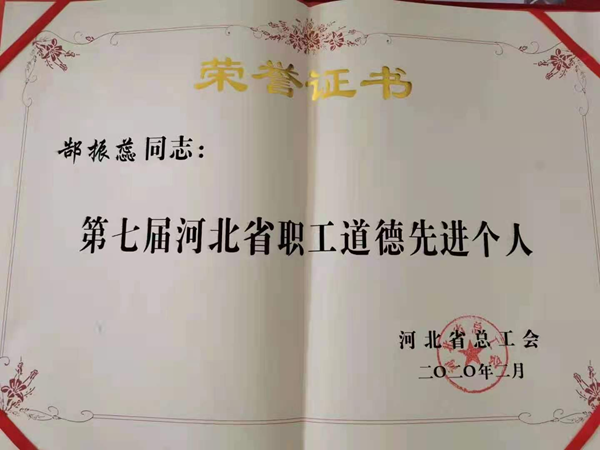 荣誉证书
郜振蕊同志：
第七届河北省职工道德先进个人
河北省总工会
二〇二〇年二月